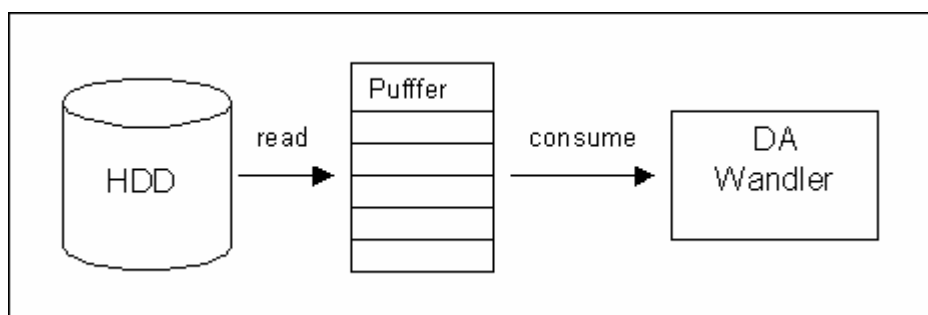 HDD
read
Pufffer
consume
DA
Wandler